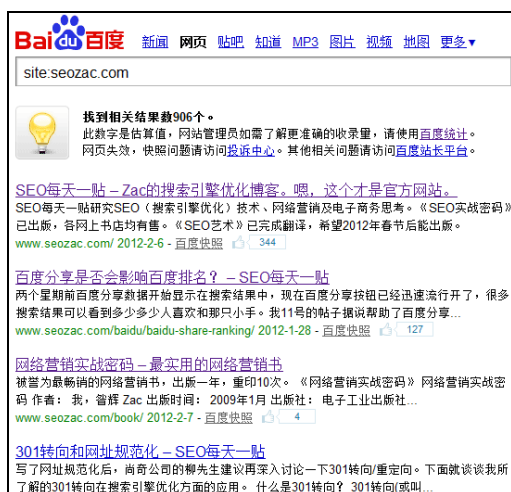 Bai du 百度 新闻 网页 贴吧 知道 MP3 图片 视频 地图 更多▼
site:seozac.com
找到相关结果数906个。
此数字是估算值，网站管理员如需了解更准确的收录量，请使用百度统计。
网页失效，快照问题请访问投诉中心。其他相关问题请访问百度站长平台。
SEO每天一贴 – Zac的搜索引擎优化博客。嗯，这个才是官方网站。
SEO每天一贴研究SEO（搜索引擎优化）技术、网络营销及电子商务思考。《SEO实战密码》
已出版，各网上书店均有售。《SEO艺术》已完成翻译，希望2012年春节后能出版。
www.seozac.com/ 2012-2-6 - 百度快照 344
百度分享是否会影响百度排名？ – SEO每天一贴
两个星期前百度分享数据开始显示在搜索结果中，现在百度分享按钮已经迅速流行开了，很多
搜索结果可以看到多少多少人喜欢和那只小手。我11号的帖子据说帮助了百度分享...
www.seozac.com/baidu/baidu-share-ranking/ 2012-1-28 - 百度快照 127
网络营销实战密码 – 最实用的网络营销书
被誉为最畅销的网络营销书，出版一年，重印10次。《网络营销实战密码》 网络营销实战密
码 作者： 我，昝辉 Zac 出版时间： 2009年1月 出版社： 电子工业出版社...
www.seozac.com/book/ 2012-2-7 - 百度快照 4
301转向和网址规范化 – SEO每天一贴
写了网址规范化后，尚奇公司的柳先生建议再深入讨论一下301转向/重定向。下面就谈谈我所
了解的301转向在搜索引擎优化方面的应用。 什么是301转向？ 301转向(或叫...